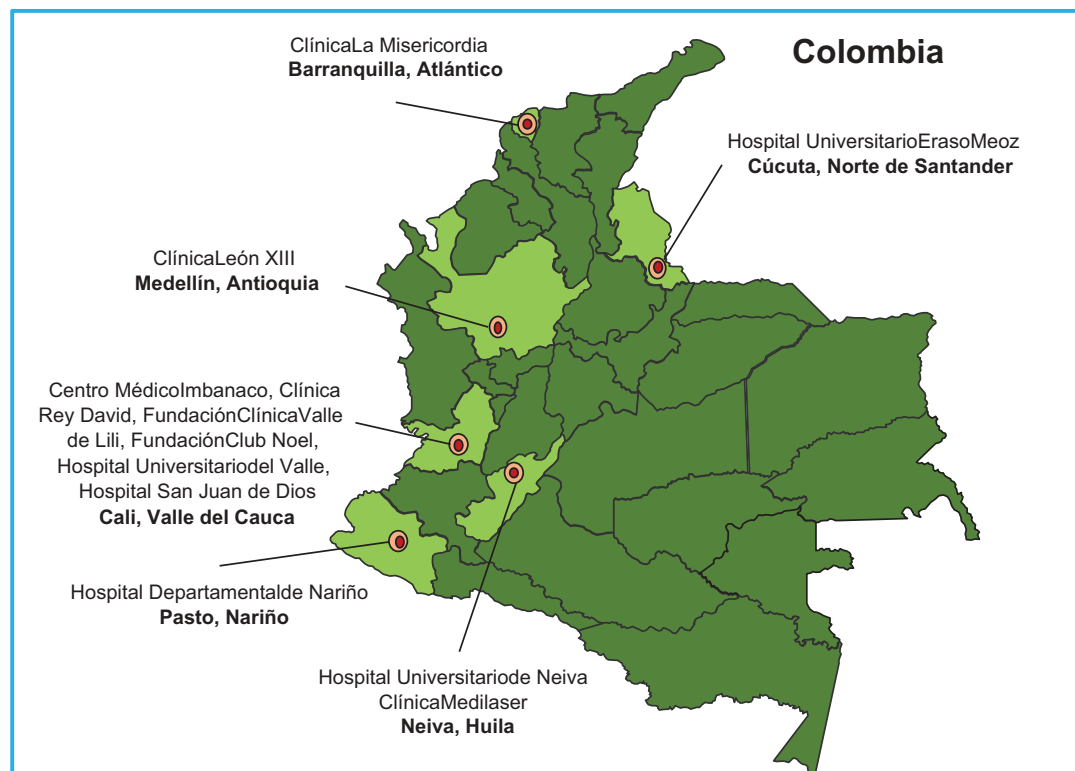 Colombia
ClínicaLa Misericordia
Barranquilla, Atlántico
Hospital UniversitarioErasoMeoz
Cúcuta, Norte de Santander
ClínicaLeón XIII
Medellín, Antioquia
Centro MédicoImbanaco, Clínica
Rey David, FundaciónClínicaValle
de Lili, FundaciónClub Noel,
Hospital Universitariodel Valle,
Hospital San Juan de Dios
Cali, Valle del Cauca
Hospital Departamentalde Nariño
Pasto, Nariño
Hospital Universitariode Neiva
ClínicaMedilaser
Neiva, Huila